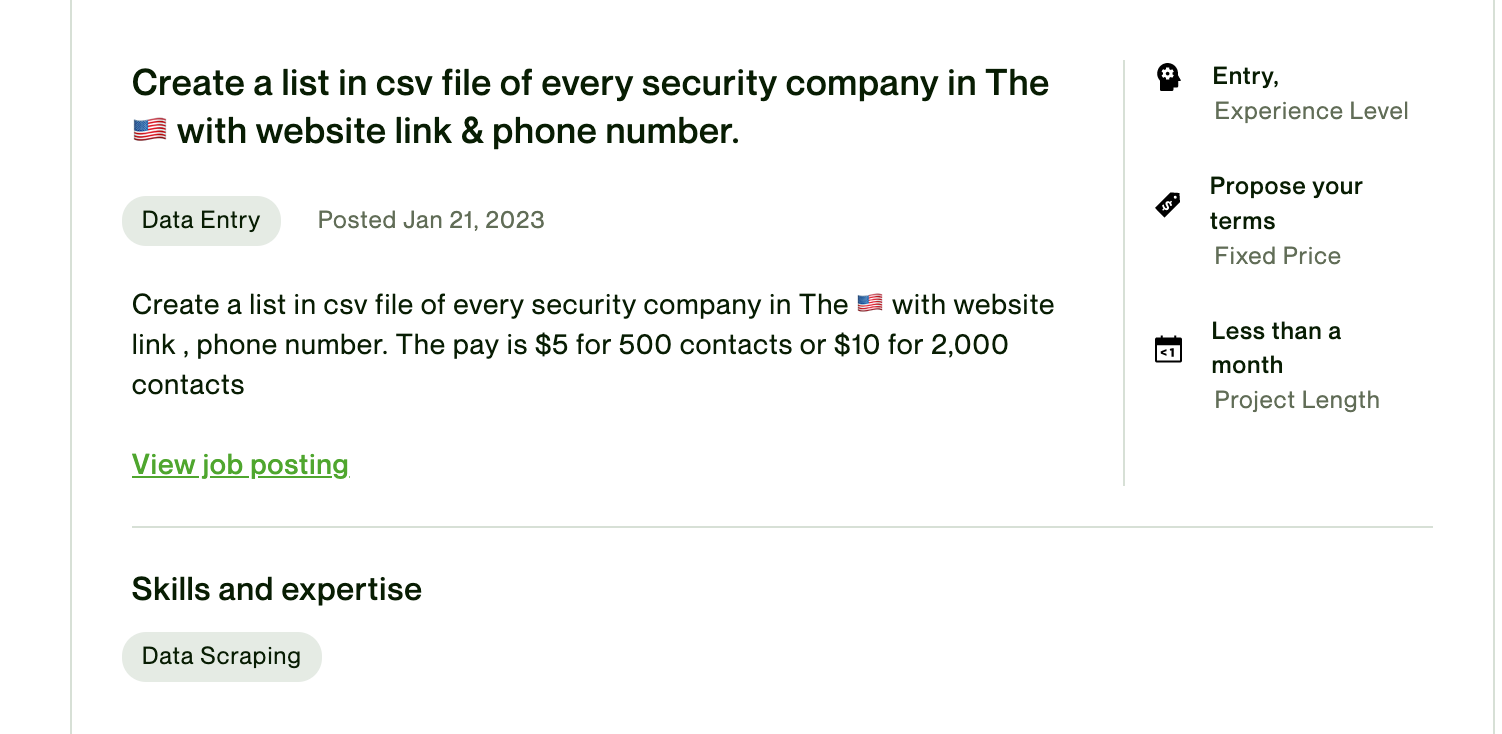 Create a list in csv file of every security company in The
🇺🇸 with website link & phone number.
Data Entry
Posted Jan 21, 2023
Create a list in csv file of every security company in The 🇺🇸 with website
link , phone number. The pay is $5 for 500 contacts or $10 for 2,000
contacts
View job posting
Skills and expertise
Data Scraping
Entry,
Experience Level
Propose your
terms
Fixed Price
<1
Less than a
month
Project Length